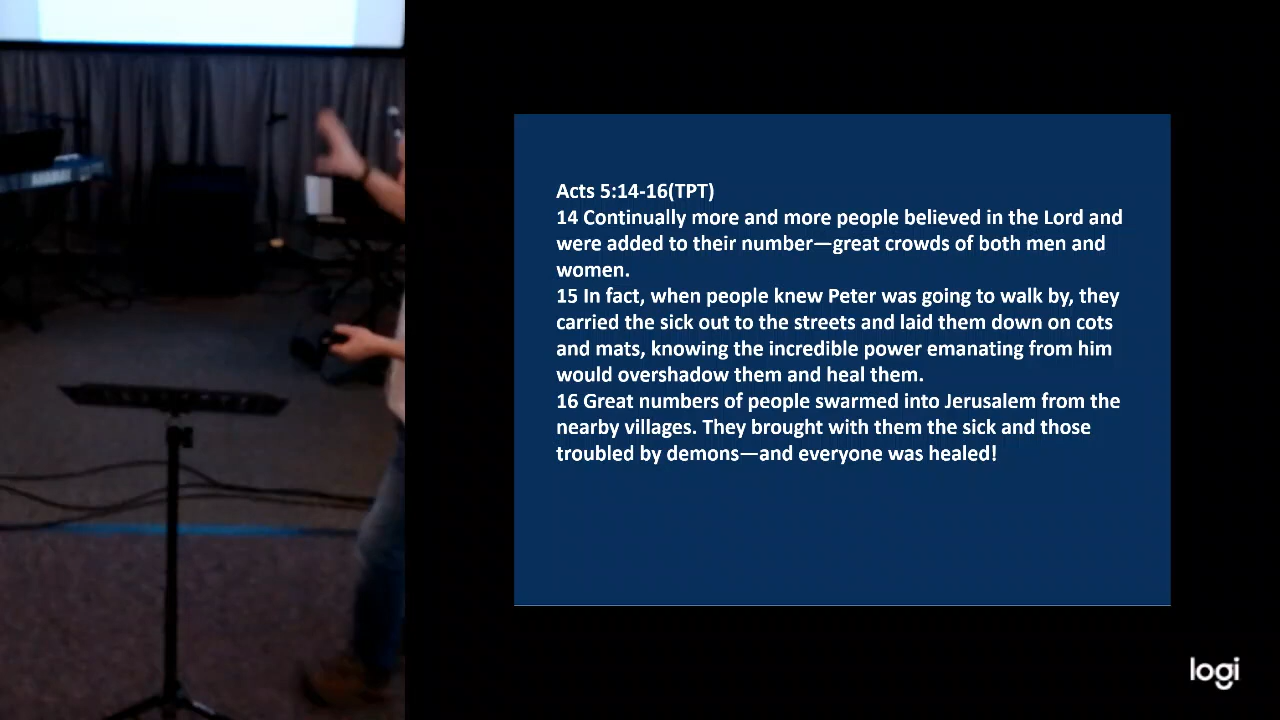 Acts 5:14-16(TPT)
14 Continually more and more people believed in the Lord and
were added to their number—great crowds of both men and
women.
15 In fact, when people knew Peter was going to walk by, they
carried the sick out to the streets and laid them down on cots
and mats, knowing the incredible power emanating from him
would overshadow them and heal them.
16 Great numbers of people swarmed into Jerusalem from the
nearby villages. They brought with them the sick and those
troubled by demons—and everyone was healed!
logi